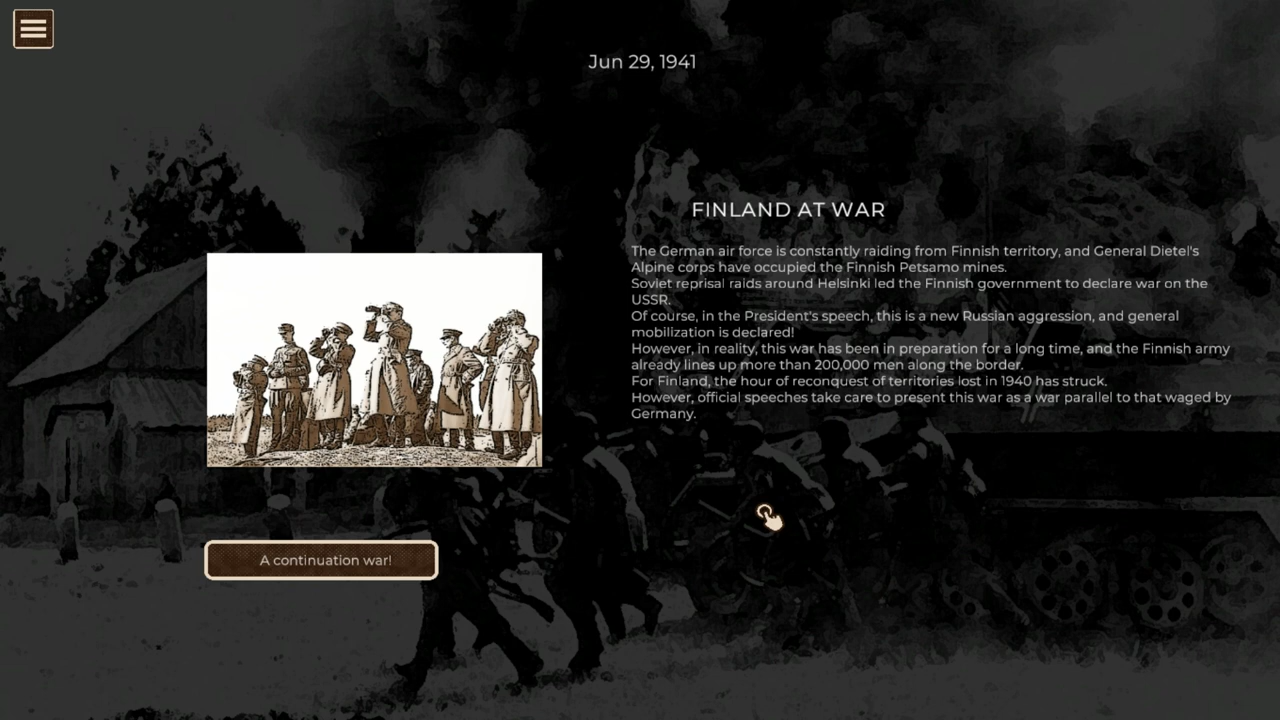 Jun 29, 1941
FINLAND AT WAR
The German air force is constantly raiding from Finnish territory, and General Dietel's
Alpine corps have occupied the Finnish Petsamo mines.
Soviet reprisal raids around Helsinki led the Finnish government to declare war on the
USSR.
Of course, in the President's speech, this is a new Russian aggression, and general
mobilization is declared!
However, in reality, this war has been in preparation for a long time, and the Finnish army
already lines up more than 200,000 men along the border.
For Finland, the hour of reconquest of territories lost in 1940 has struck.
However, official speeches take care to present this war as a war parallel to that waged by
Germany.
A continuation war!